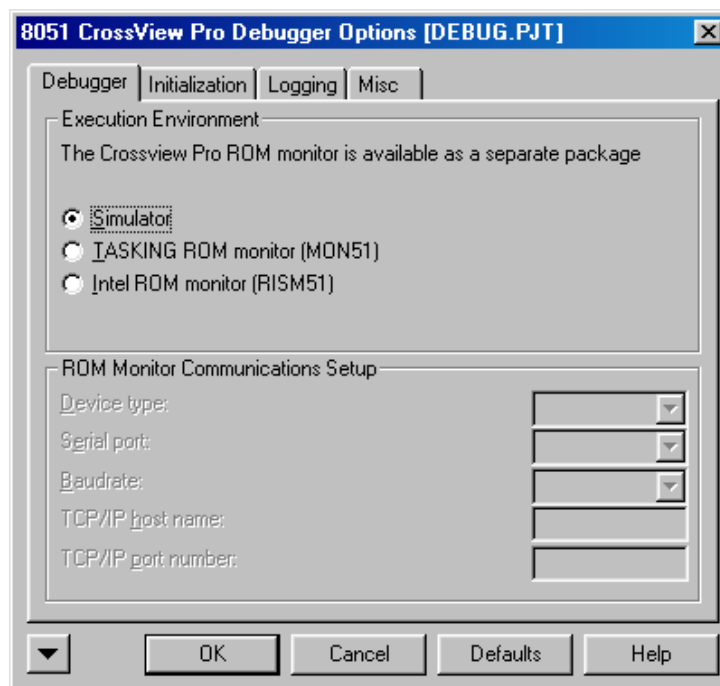 8051 CrossView Pro Debugger Options [DEBUG.PJT]
Debugger Initialization Logging Misc
Execution Environment
The Crossview Pro ROM monitor is available as a separate package
Simulator
TASKING ROM monitor (MON51)
Intel ROM monitor (RISM51)
ROM Monitor Communications Setup
Device type:
Serial port:
Baudrate:
TCP/IP host name:
TCP/IP port number:
OK Cancel Defaults Help